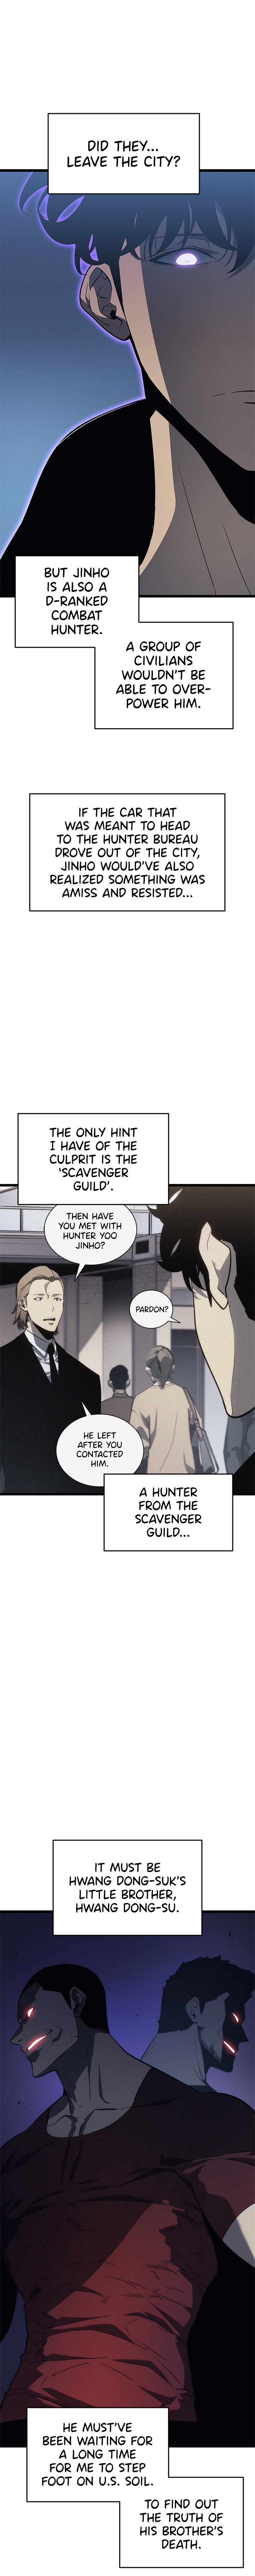 DID THEY...
LEAVE THE CITY?
BUT JINHO
IS ALSO A
D-RANKED
COMBAT
HUNTER.
A GROUP OF
CIVILIANS
WOULDN'T BE
ABLE TO OVER-
POWER HIM.
IF THE CAR THAT
WAS MEANT TO HEAD
TO THE HUNTER BUREAU
DROVE OUT OF THE CITY,
JINHO WOULD'VE ALSO
REALIZED SOMETHING WAS
AMISS AND RESISTED...
THE ONLY HINT
I HAVE OF THE
CULPRIT IS THE
'SCAVENGER
GUILD'.
THEN HAVE
YOU MET WITH
HUNTER YOO
JINHO?
PARDON?
HE LEFT
AFTER YOU
CONTACTED
HIM.
A HUNTER
FROM THE
SCAVENGER
GUILD...
IT MUST BE
HWANG DONG-SUK'S
LITTLE BROTHER,
HWANG DONG-SU.
HE MUST'VE
BEEN WAITING FOR
A LONG TIME
FOR ME TO STEP
FOOT ON U.S. SOIL.
TO FIND OUT
THE TRUTH OF
HIS BROTHER'S
DEATH.